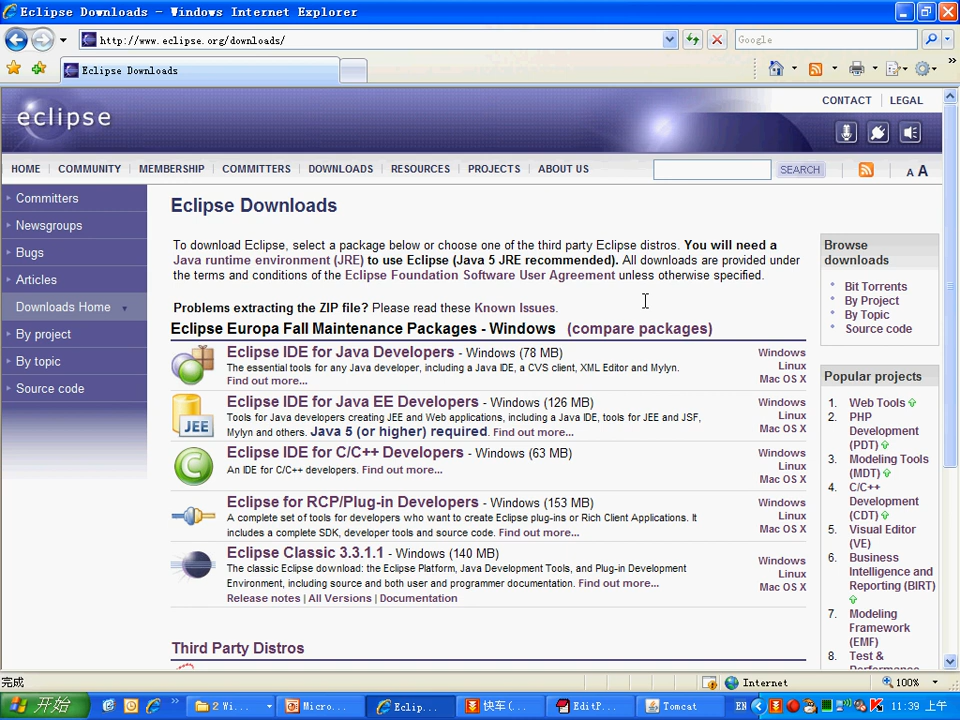 Eclipse Downloads - Windows Internet Explorer
http://www.eclipse.org/downloads/
Google
Eclipse Downloads
CONTACT | LEGAL
eclipse
HOME COMMUNITY MEMBERSHIP COMMITTERS DOWNLOADS RESOURCES PROJECTS ABOUT US
SEARCH
A A
Committers
Newsgroups
Bugs
Articles
Downloads Home
By project
By topic
Source code
Eclipse Downloads
To download Eclipse, select a package below or choose one of the third party Eclipse distros. You will need a
Java runtime environment (JRE) to use Eclipse (Java 5 JRE recommended). All downloads are provided under
the terms and conditions of the Eclipse Foundation Software User Agreement unless otherwise specified.
Problems extracting the ZIP file? Please read these Known Issues.
Eclipse Europa Fall Maintenance Packages - Windows (compare packages)
Eclipse IDE for Java Developers - Windows (78 MB)
The essential tools for any Java developer, including a Java IDE, a CVS client, XML Editor and Mylyn.
Find out more...
Windows
Linux
Mac OS X
JEE
Eclipse IDE for Java EE Developers - Windows (126 MB)
Tools for Java developers creating JEE and Web applications, including a Java IDE, tools for JEE and JSF,
Mylyn and others. Java 5 (or higher) required. Find out more...
Windows
Linux
Mac OS X
C
Eclipse IDE for C/C++ Developers - Windows (63 MB)
An IDE for C/C++ developers. Find out more...
Windows
Linux
Mac OS X
Eclipse for RCP/Plug-in Developers - Windows (153 MB)
A complete set of tools for developers who want to create Eclipse plug-ins or Rich Client Applications. It
includes a complete SDK, developer tools and source code. Find out more...
Windows
Linux
Mac OS X
Eclipse Classic 3.3.1.1 - Windows (140 MB)
The classic Eclipse download: the Eclipse Platform, Java Development Tools, and Plug-in Development
Environment, including source and both user and programmer documentation. Find out more...
Release notes | All Versions | Documentation
Windows
Linux
Mac OS X
Third Party Distros
Browse
downloads
Bit Torrents
By Project
By Topic
Source code
Popular projects
1. Web Tools
2. PHP
Development
(PDT)
3. Modeling Tools
(MDT)
4. C/C++
Development
(CDT)
5. Visual Editor
(VE)
6. Business
Intelligence and
Reporting (BIRT)
7. Modeling
Framework
(EMF)
8. Test &
Performance
完成
Internet
100%
开始
2 Wi...
Micro...
Eclip...
快车(...
EditP...
Tomcat
EN
11:39 上午